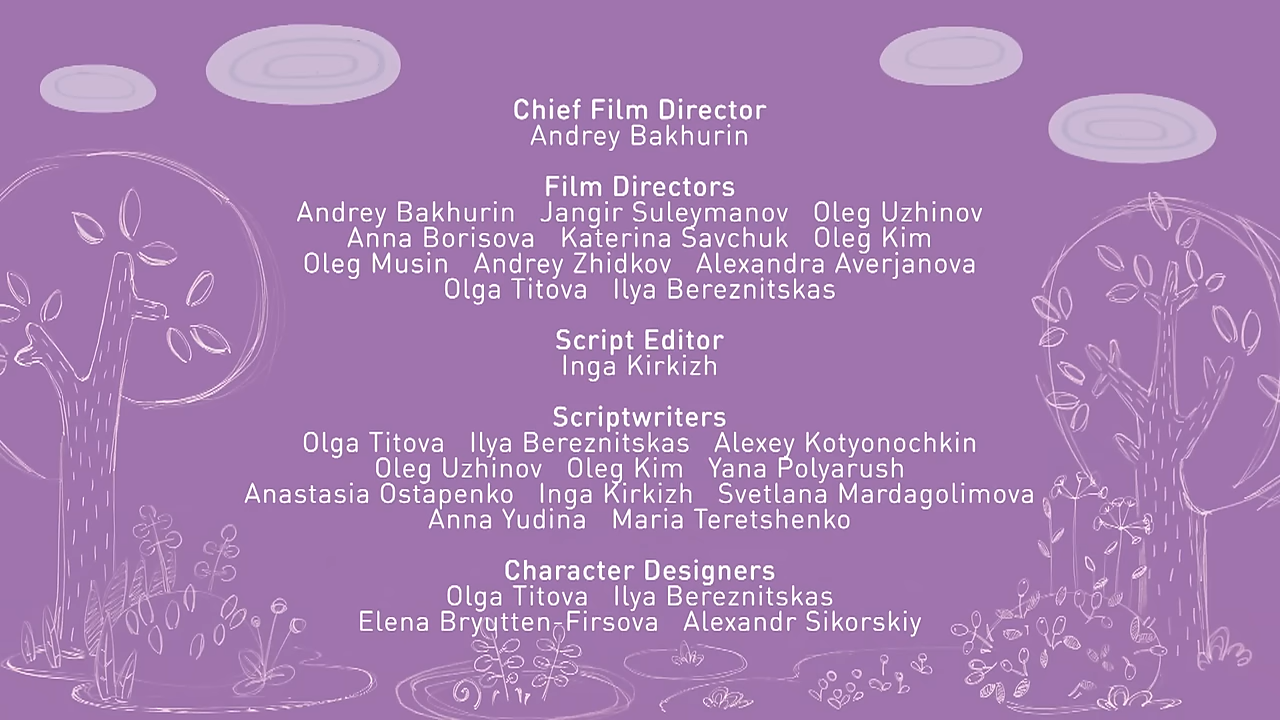 Chief Film Director
Andrey Bakhurin
Film Directors
Andrey Bakhurin Jangir Suleymanov Oleg Uzhinov
Anna Borisova Katerina Savchuk Oleg Kim
Oleg Musin Andrey Zhidkov Alexandra Averjanova
Olga Titova Ilya Bereznitskas
Script Editor
Inga Kirkizh
Scriptwriters
Olga Titova Ilya Bereznitskas Alexey Kotyonochkin
Oleg Uzhinov Oleg Kim Yana Polyarush
Anastasia Ostapenko Inga Kirkizh Svetlana Mardagolimova
Anna Yudina Maria Teretshenko
Character Designers
Olga Titova Ilya Bereznitskas
Elena Bryutten-Firsova Alexandr Sikorskiy